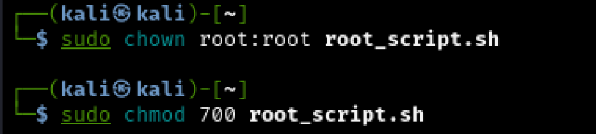 ┌──(kali㉿kali)-[~]
└─$ sudo chown root:root root_script.sh
┌──(kali㉿kali)-[~]
└─$ sudo chmod 700 root_script.sh